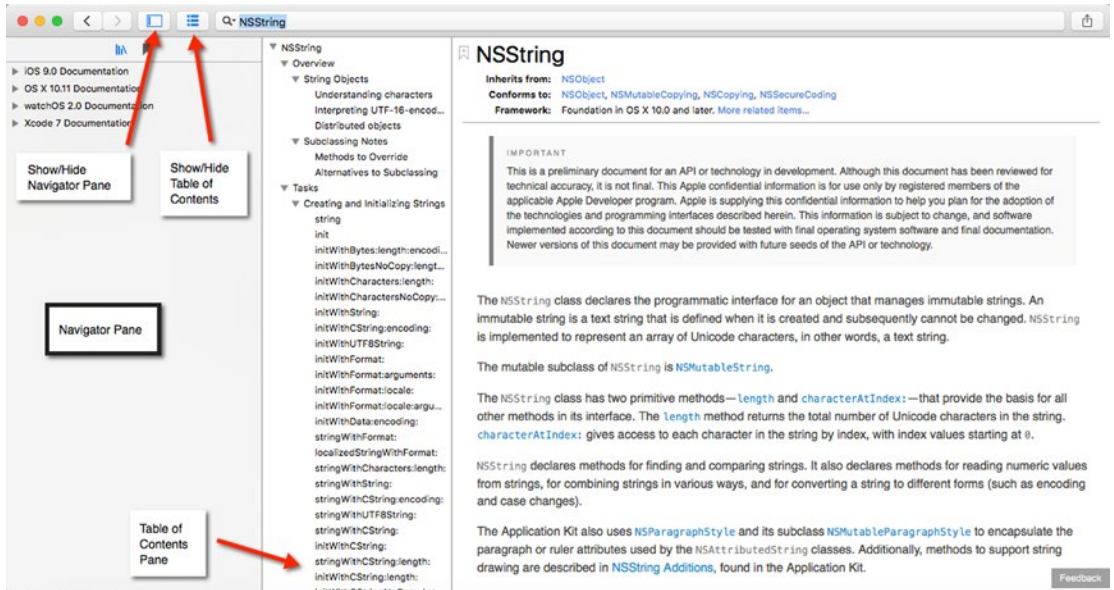 NSString
iOS 9.0 Documentation
OS X 10.11 Documentation
watchOS 2.0 Documentation
Xcode 7 Documentation
Show/Hide
Navigator Pane
Show/Hide
Table of
Contents
Navigator Pane
Table of
Contents
Pane
NSString
Overview
String Objects
Understanding characters
Interpreting UTF-16-encod...
Distributed objects
Subclassing Notes
Methods to Override
Alternatives to Subclassing
Tasks
Creating and Initializing Strings
string
init
initWithBytes:length:encodi...
initWithBytesNoCopy:lengt...
initWithCharacters:length:
initWithCharactersNoCopy:...
initWithString:
initWithCString:encoding:
initWithUTF8String:
initWithFormat:
initWithFormat:arguments:
initWithFormat:locale:
initWithFormat:locale:argu...
initWithData:encoding:
stringWithFormat:
localizedStringWithFormat:
stringWithCharacters:length:
stringWithString:
stringWithCString:encoding:
stringWithUTF8String:
stringWithCString:
initWithCString:
stringWithCString:length:
initWithCString:length:
NSString
Inherits from: NSObject
Conforms to: NSObject, NSMutableCopying, NSCopying, NSSecureCoding
Framework: Foundation in OS X 10.0 and later. More related items...
IMPORTANT
This is a preliminary document for an API or technology in development. Although this document has been reviewed for
technical accuracy, it is not final. This Apple confidential information is for use only by registered members of the
applicable Apple Developer program. Apple is supplying this confidential information to help you plan for the adoption of
the technologies and programming interfaces described herein. This information is subject to change, and software
implemented according to this document should be tested with final operating system software and final documentation.
Newer versions of this document may be provided with future seeds of the API or technology.
The NSString class declares the programmatic interface for an object that manages immutable strings. An
immutable string is a text string that is defined when it is created and subsequently cannot be changed. NSString
is implemented to represent an array of Unicode characters, in other words, a text string.
The mutable subclass of NSString is NSMutableString.
The NSString class has two primitive methods—length and characterAtIndex:—that provide the basis for all
other methods in its interface. The length method returns the total number of Unicode characters in the string.
characterAtIndex: gives access to each character in the string by index, with index values starting at 0.
NSString declares methods for finding and comparing strings. It also declares methods for reading numeric values
from strings, for combining strings in various ways, and for converting a string to different forms (such as encoding
and case changes).
The Application Kit also uses NSParagraphStyle and its subclass NSMutableParagraphStyle to encapsulate the
paragraph or ruler attributes used by the NSAttributedString classes. Additionally, methods to support string
drawing are described in NSString Additions, found in the Application Kit.
Feedback